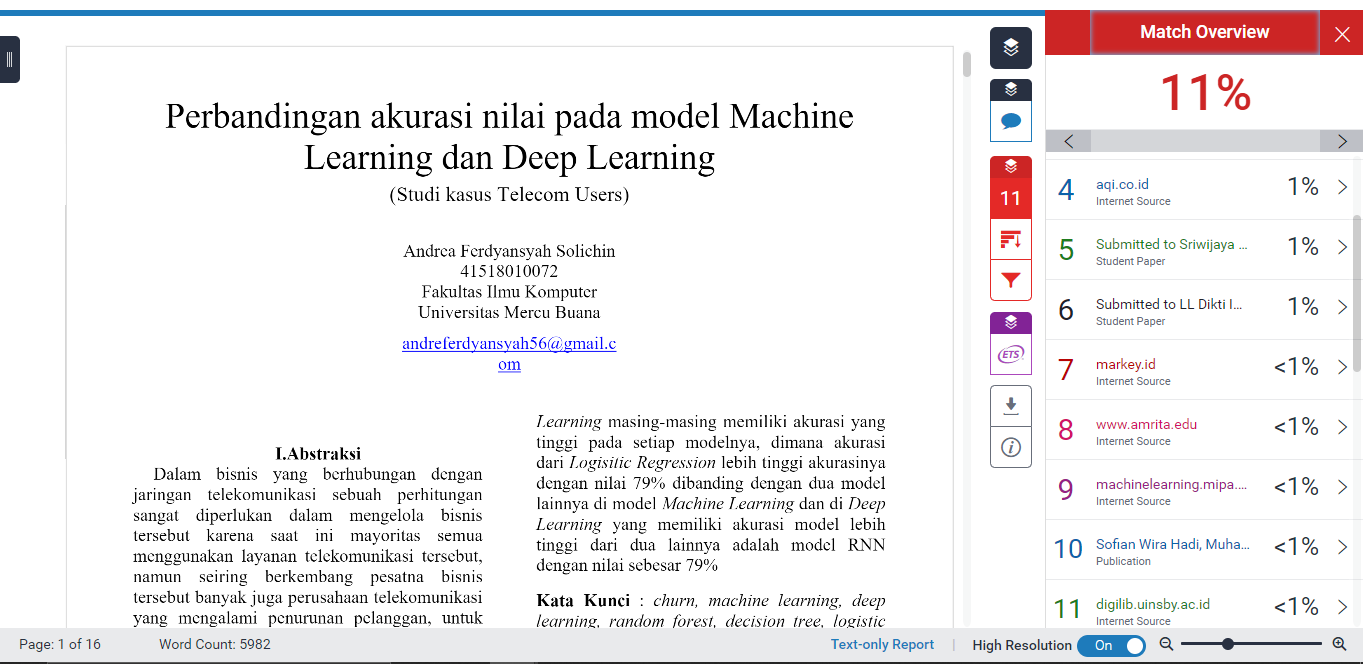 Perbandingan akurasi nilai pada model Machine
Learning dan Deep Learning
(Studi kasus Telecom Users)
Andrea Ferdyansyah Solichin
41518010072
Fakultas Ilmu Komputer
Universitas Mercu Buana
andreferdyansyah56@gmail.c
om
I.Abstraksi
Dalam bisnis yang berhubungan dengan
jaringan telekomunikasi sebuah perhitungan
sangat diperlukan dalam mengelola bisnis
tersebut karena saat ini mayoritas semua
menggunakan layanan telekomunikasi tersebut,
namun seiring berkembang pesatna bisnis
tersebut banyak juga perusahaan telekomunikasi
yang mengalami penurunan pelanggan, untuk
Learning masing-masing memiliki akurasi yang
tinggi pada setiap modelnya, dimana akurasi
dari Logisitic Regression lebih tinggi akurasinya
dengan nilai 79% dibanding dengan dua model
lainnya di model Machine Learning dan di Deep
Learning yang memiliki akurasi model lebih
tinggi dari dua lainnya adalah model RNN
dengan nilai sebesar 79%
Kata Kunci : churn, machine learning, deep
learning, random forest, decision tree, logistic
11
ETS
Match Overview
11%
4 aqi.co.id 1%
Internet Source
5 Submitted to Sriwijaya ... 1%
Student Paper
6 Submitted to LL Dikti I... 1%
Student Paper
7 markey.id <1%
Internet Source
8 www.amrita.edu <1%
Internet Source
9 machinelearning.mipa.... <1%
Internet Source
10 Sofian Wira Hadi, Muha... <1%
Publication
11 digilib.uinsby.ac.id <1%
Internet Source
Page: 1 of 16 Word Count: 5982 Text-only Report | High Resolution On